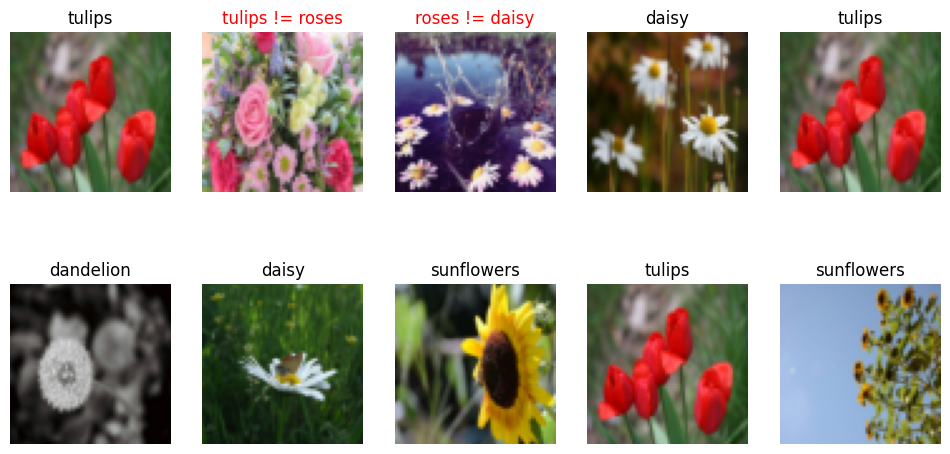 tulips
tulips != roses
roses != daisy
daisy
tulips
dandelion
daisy
sunflowers
tulips
sunflowers